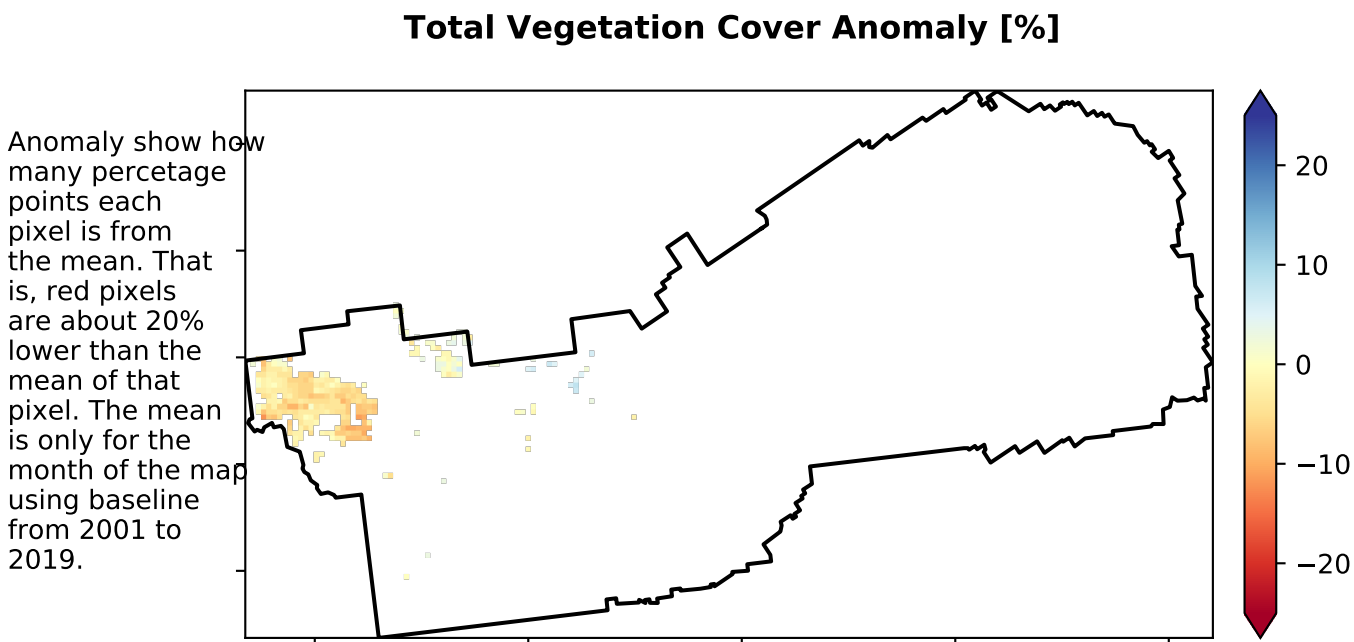 Total Vegetation Cover Anomaly [%]
Anomaly show how
many percetage
points each
pixel is from
the mean. That
is, red pixels
are about 20%
lower than the
mean of that
pixel. The mean
is only for the
month of the map
using baseline
from 2001 to
2019.
20
10
0
−10
−20